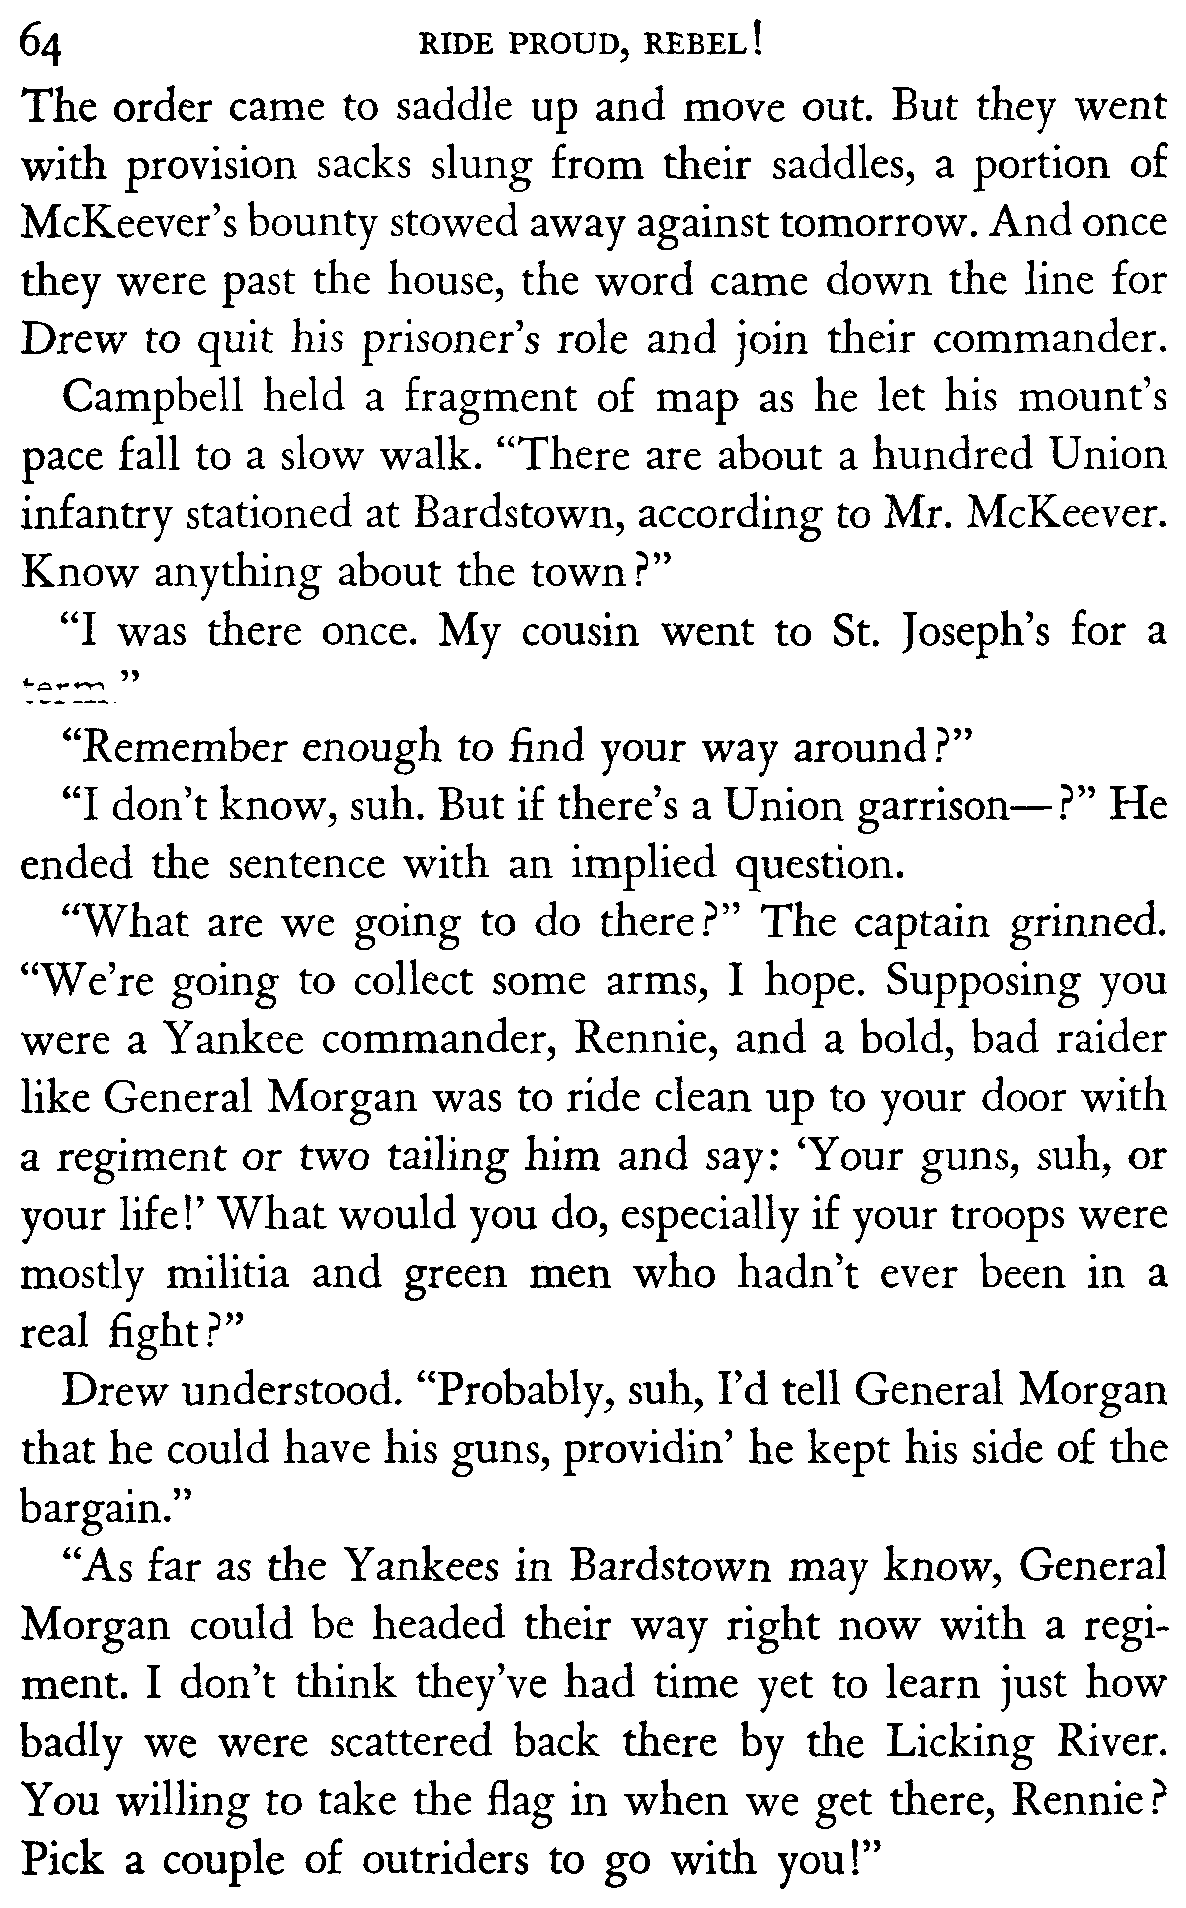 64 RIDE PROUD, REBEL!
The order came to saddle up and move out. But they went
with provision sacks slung from their saddles, a portion of
McKeever's bounty stowed away against tomorrow. And once
they were past the house, the word came down the line for
Drew to quit his prisoner's role and join their commander.
Campbell held a fragment of map as he let his mount's
pace fall to a slow walk. “There are about a hundred Union
infantry stationed at Bardstown, according to Mr. McKeever.
Know anything about the town?”
“I was there once. My cousin went to St. Joseph's for a
term.”
“Remember enough to find your way around?”
“I don't know, suh. But if there's a Union garrison—?” He
ended the sentence with an implied question.
“What are we going to do there?” The captain grinned.
“We're going to collect some arms, I hope. Supposing you
were a Yankee commander, Rennie, and a bold, bad raider
like General Morgan was to ride clean up to your door with
a regiment or two tailing him and say: ‘Your guns, suh, or
your life!’ What would you do, especially if your troops were
mostly militia and green men who hadn't ever been in a
real fight?”
Drew understood. “Probably, suh, I'd tell General Morgan
that he could have his guns, providin’ he kept his side of the
bargain.”
“As far as the Yankees in Bardstown may know, General
Morgan could be headed their way right now with a regi-
ment. I don't think they've had time yet to learn just how
badly we were scattered back there by the Licking River.
You willing to take the flag in when we get there, Rennie?
Pick a couple of outriders to go with you!”